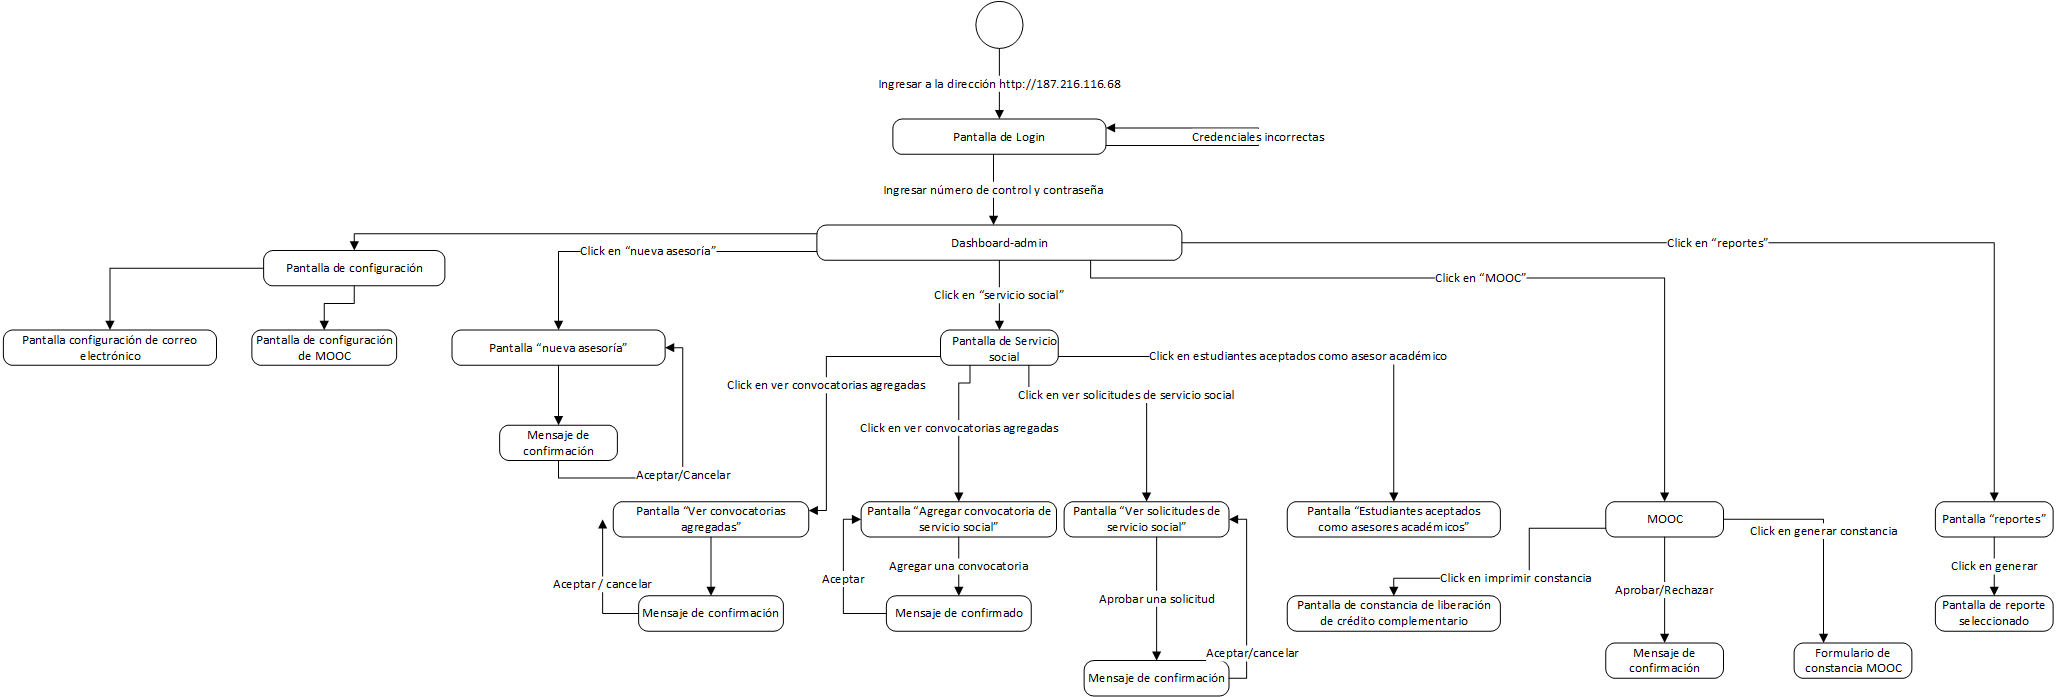 Ingresar a la dirección http://187.216.116.68
Pantalla de Login
Credenciales incorrectas
Ingresar número de control y contraseña
Dashboard-admin
Click en “nueva asesoría”
Click en “reportes”
Pantalla de configuración
Click en “MOOC”
Click en “servicio social”
Pantalla configuración de correo
electrónico
Pantalla de configuración
de MOOC
Pantalla “nueva asesoría”
Pantalla de Servicio
social
Click en estudiantes aceptados como asesor académico
Click en ver convocatorias agregadas
Click en ver solicitudes de servicio social
Click en ver convocatorias agregadas
Mensaje de
confirmación
Aceptar/Cancelar
Pantalla “Ver convocatorias
agregadas”
Pantalla “Agregar convocatoria de
servicio social”
Pantalla “Ver solicitudes de
servicio social”
Pantalla “Estudiantes aceptados
como asesores académicos”
MOOC
Pantalla “reportes”
Click en generar constancia
Agregar una convocatoria
Click en generar
Aceptar / cancelar
Aceptar
Click en imprimir constancia
Aprobar/Rechazar
Aprobar una solicitud
Mensaje de confirmación
Mensaje de confirmado
Pantalla de constancia de liberación
de crédito complementario
Pantalla de reporte
seleccionado
Aceptar/cancelar
Mensaje de confirmación
Mensaje de
confirmación
Formulario de
constancia MOOC